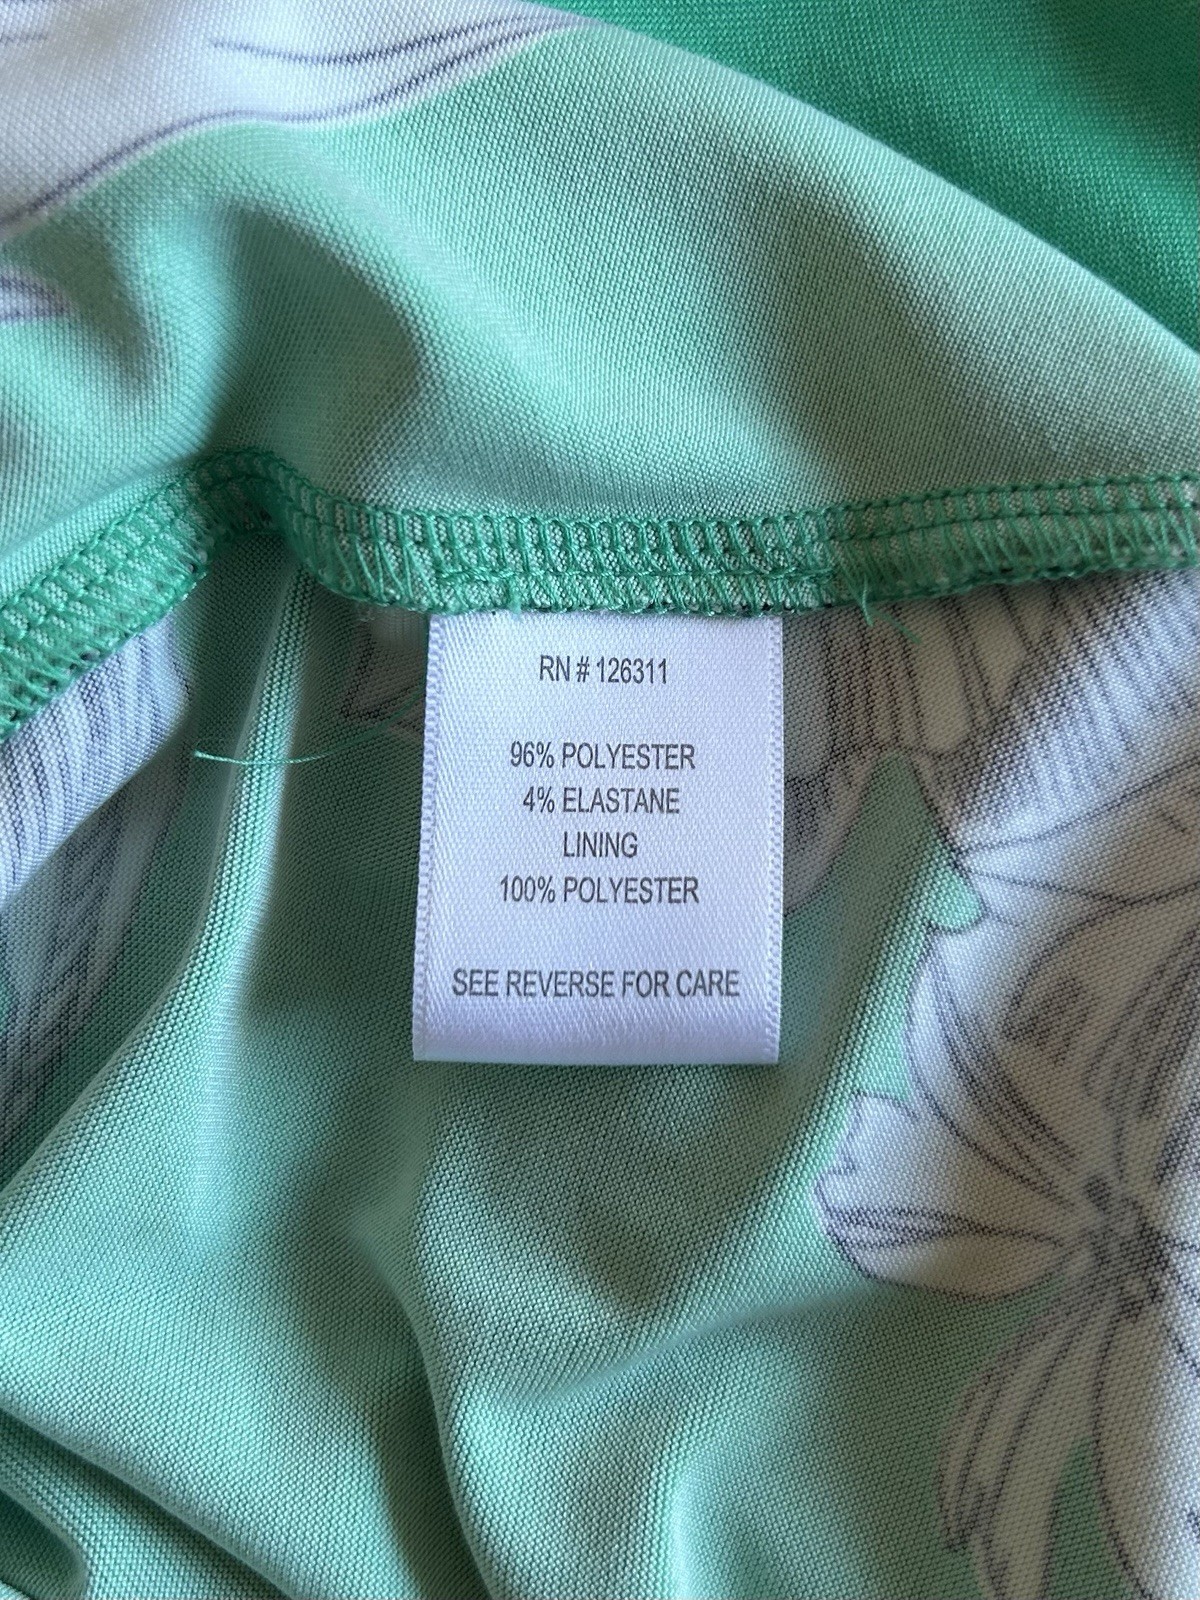 RN # 126311
96% POLYESTER
4% ELASTANE
LINING
100% POLYESTER
SEE REVERSE FOR CARE